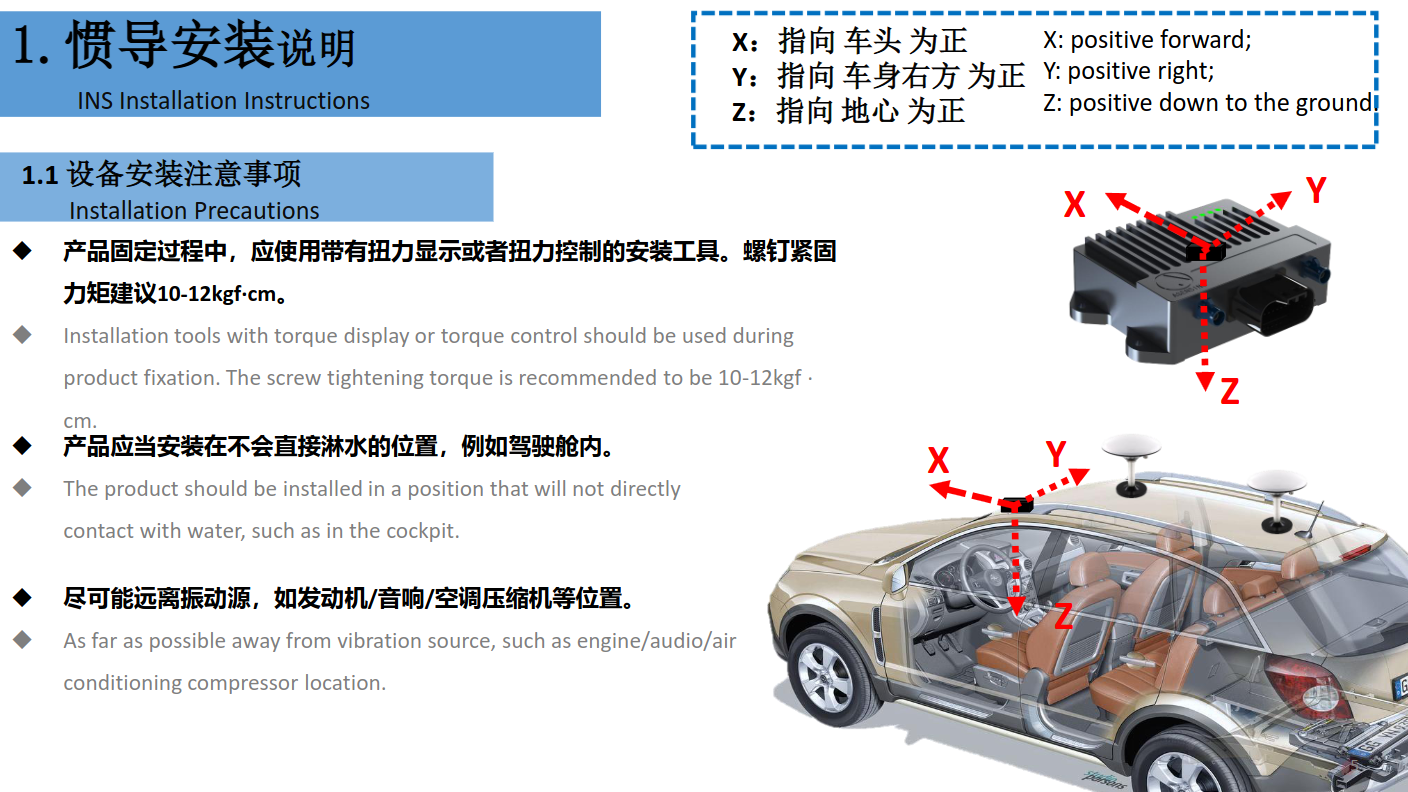 1. 惯导安装说明
INS Installation Instructions
X：指向 车头 为正
Y：指向 车身右方 为正
Z：指向 地心 为正
X: positive forward;
Y: positive right;
Z: positive down to the ground.
1.1 设备安装注意事项
Installation Precautions
◆ 产品固定过程中，应使用带有扭力显示或者扭力控制的安装工具。螺钉紧固
力矩建议10-12kgf·cm。
◆ Installation tools with torque display or torque control should be used during
product fixation. The screw tightening torque is recommended to be 10-12kgf ·
cm.
◆ 产品应当安装在不会直接淋水的位置，例如驾驶舱内。
◆ The product should be installed in a position that will not directly
contact with water, such as in the cockpit.
◆ 尽可能远离振动源，如发动机/音响/空调压缩机等位置。
◆ As far as possible away from vibration source, such as engine/audio/air
conditioning compressor location.
X
Y
Z
X
Y
Z